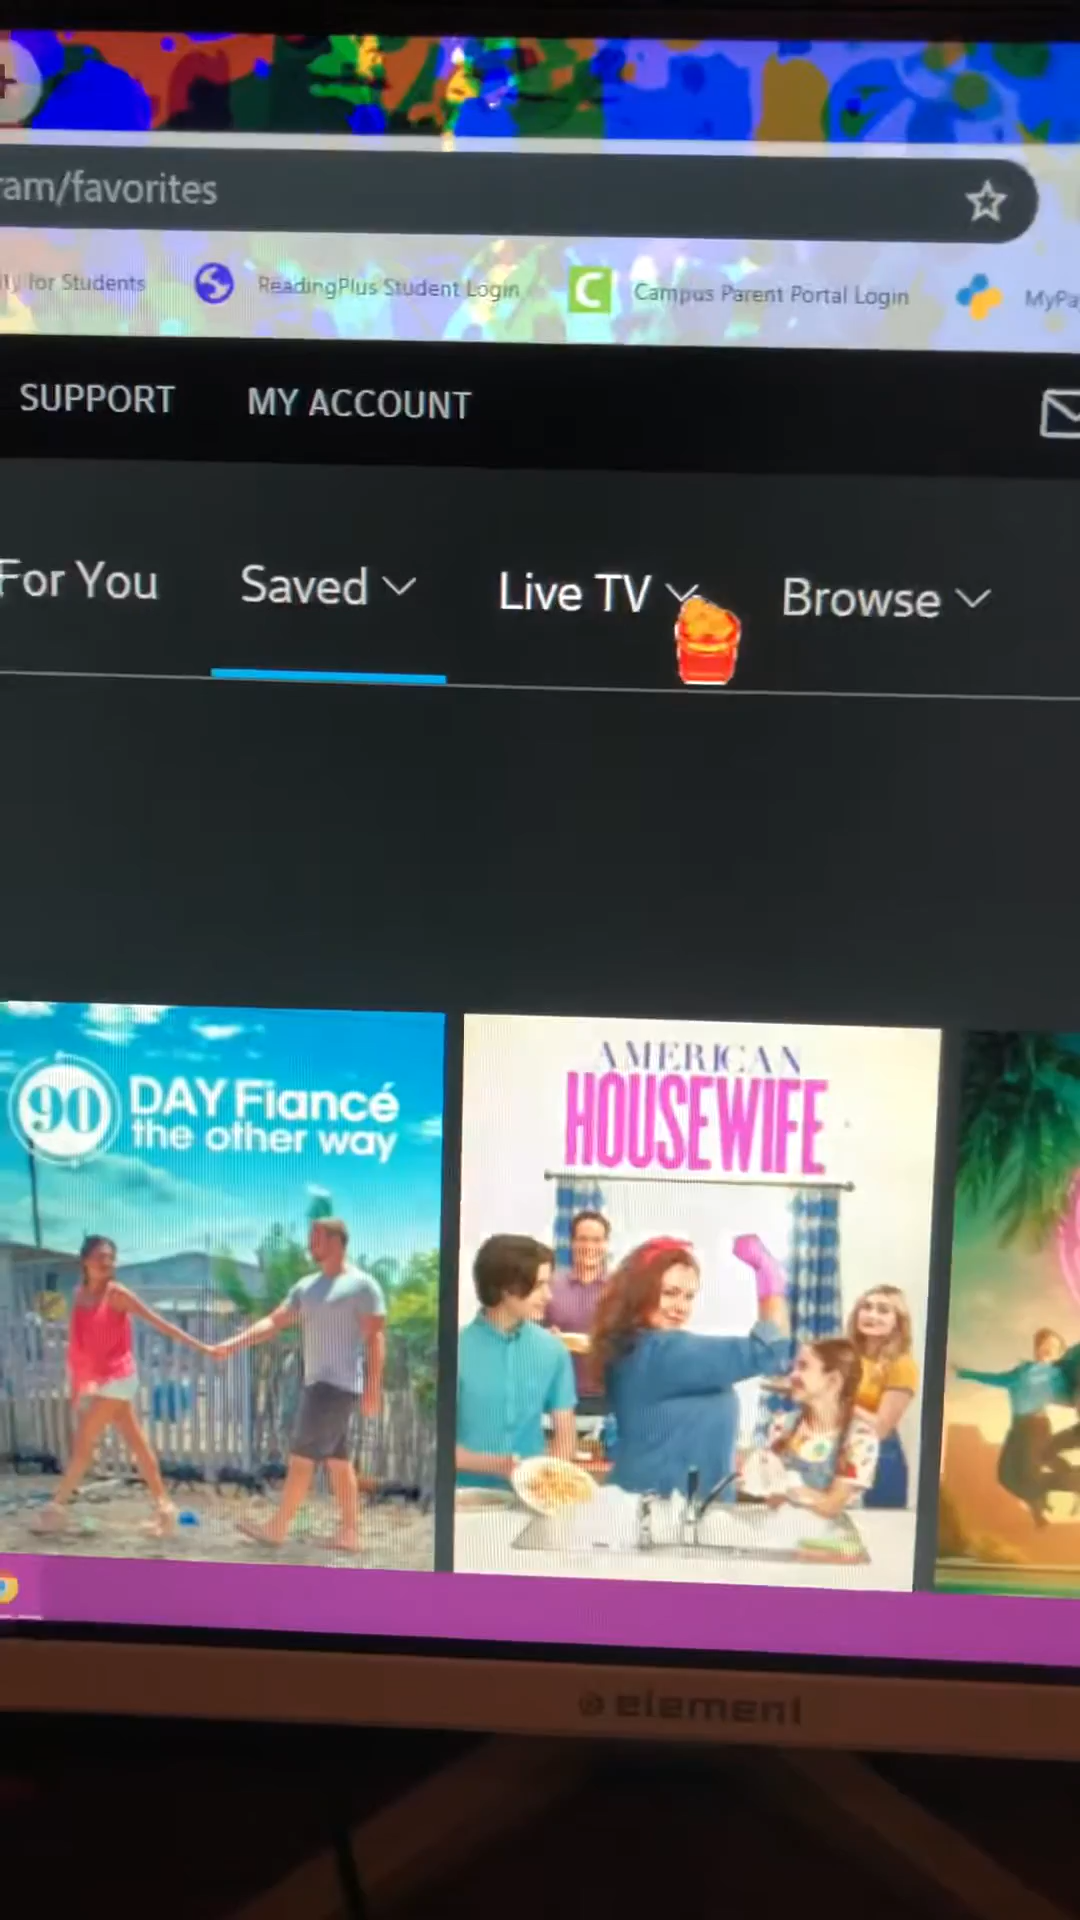 am/favorites
for Students
ReadingPlus Student Login
C
Campus Parent Portal Login
MyPa
SUPPORT
MY ACCOUNT
For You
Saved
Live TV
Browse
90
DAY Fiancé
the other way
AMERICAN
HOUSEWIFE
element